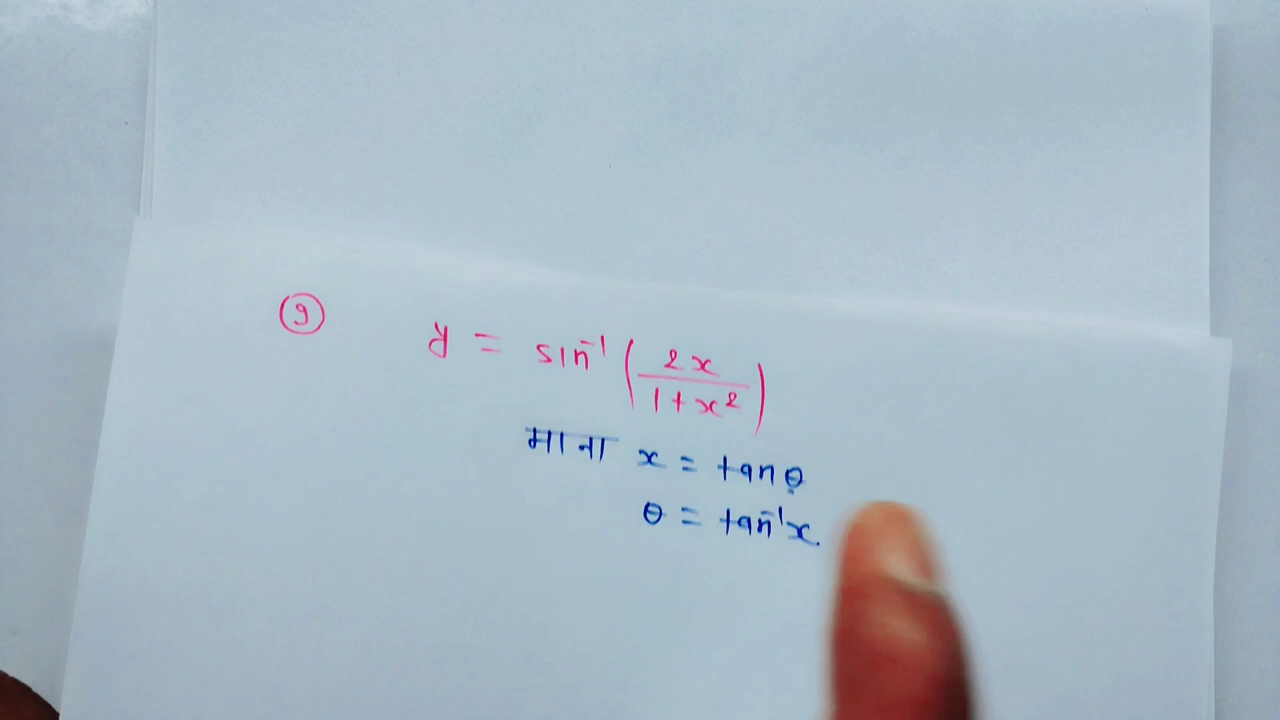 ⑨ y = sin⁻¹ (2x / 1+x²)
माना x = tanθ
θ = tan⁻¹x